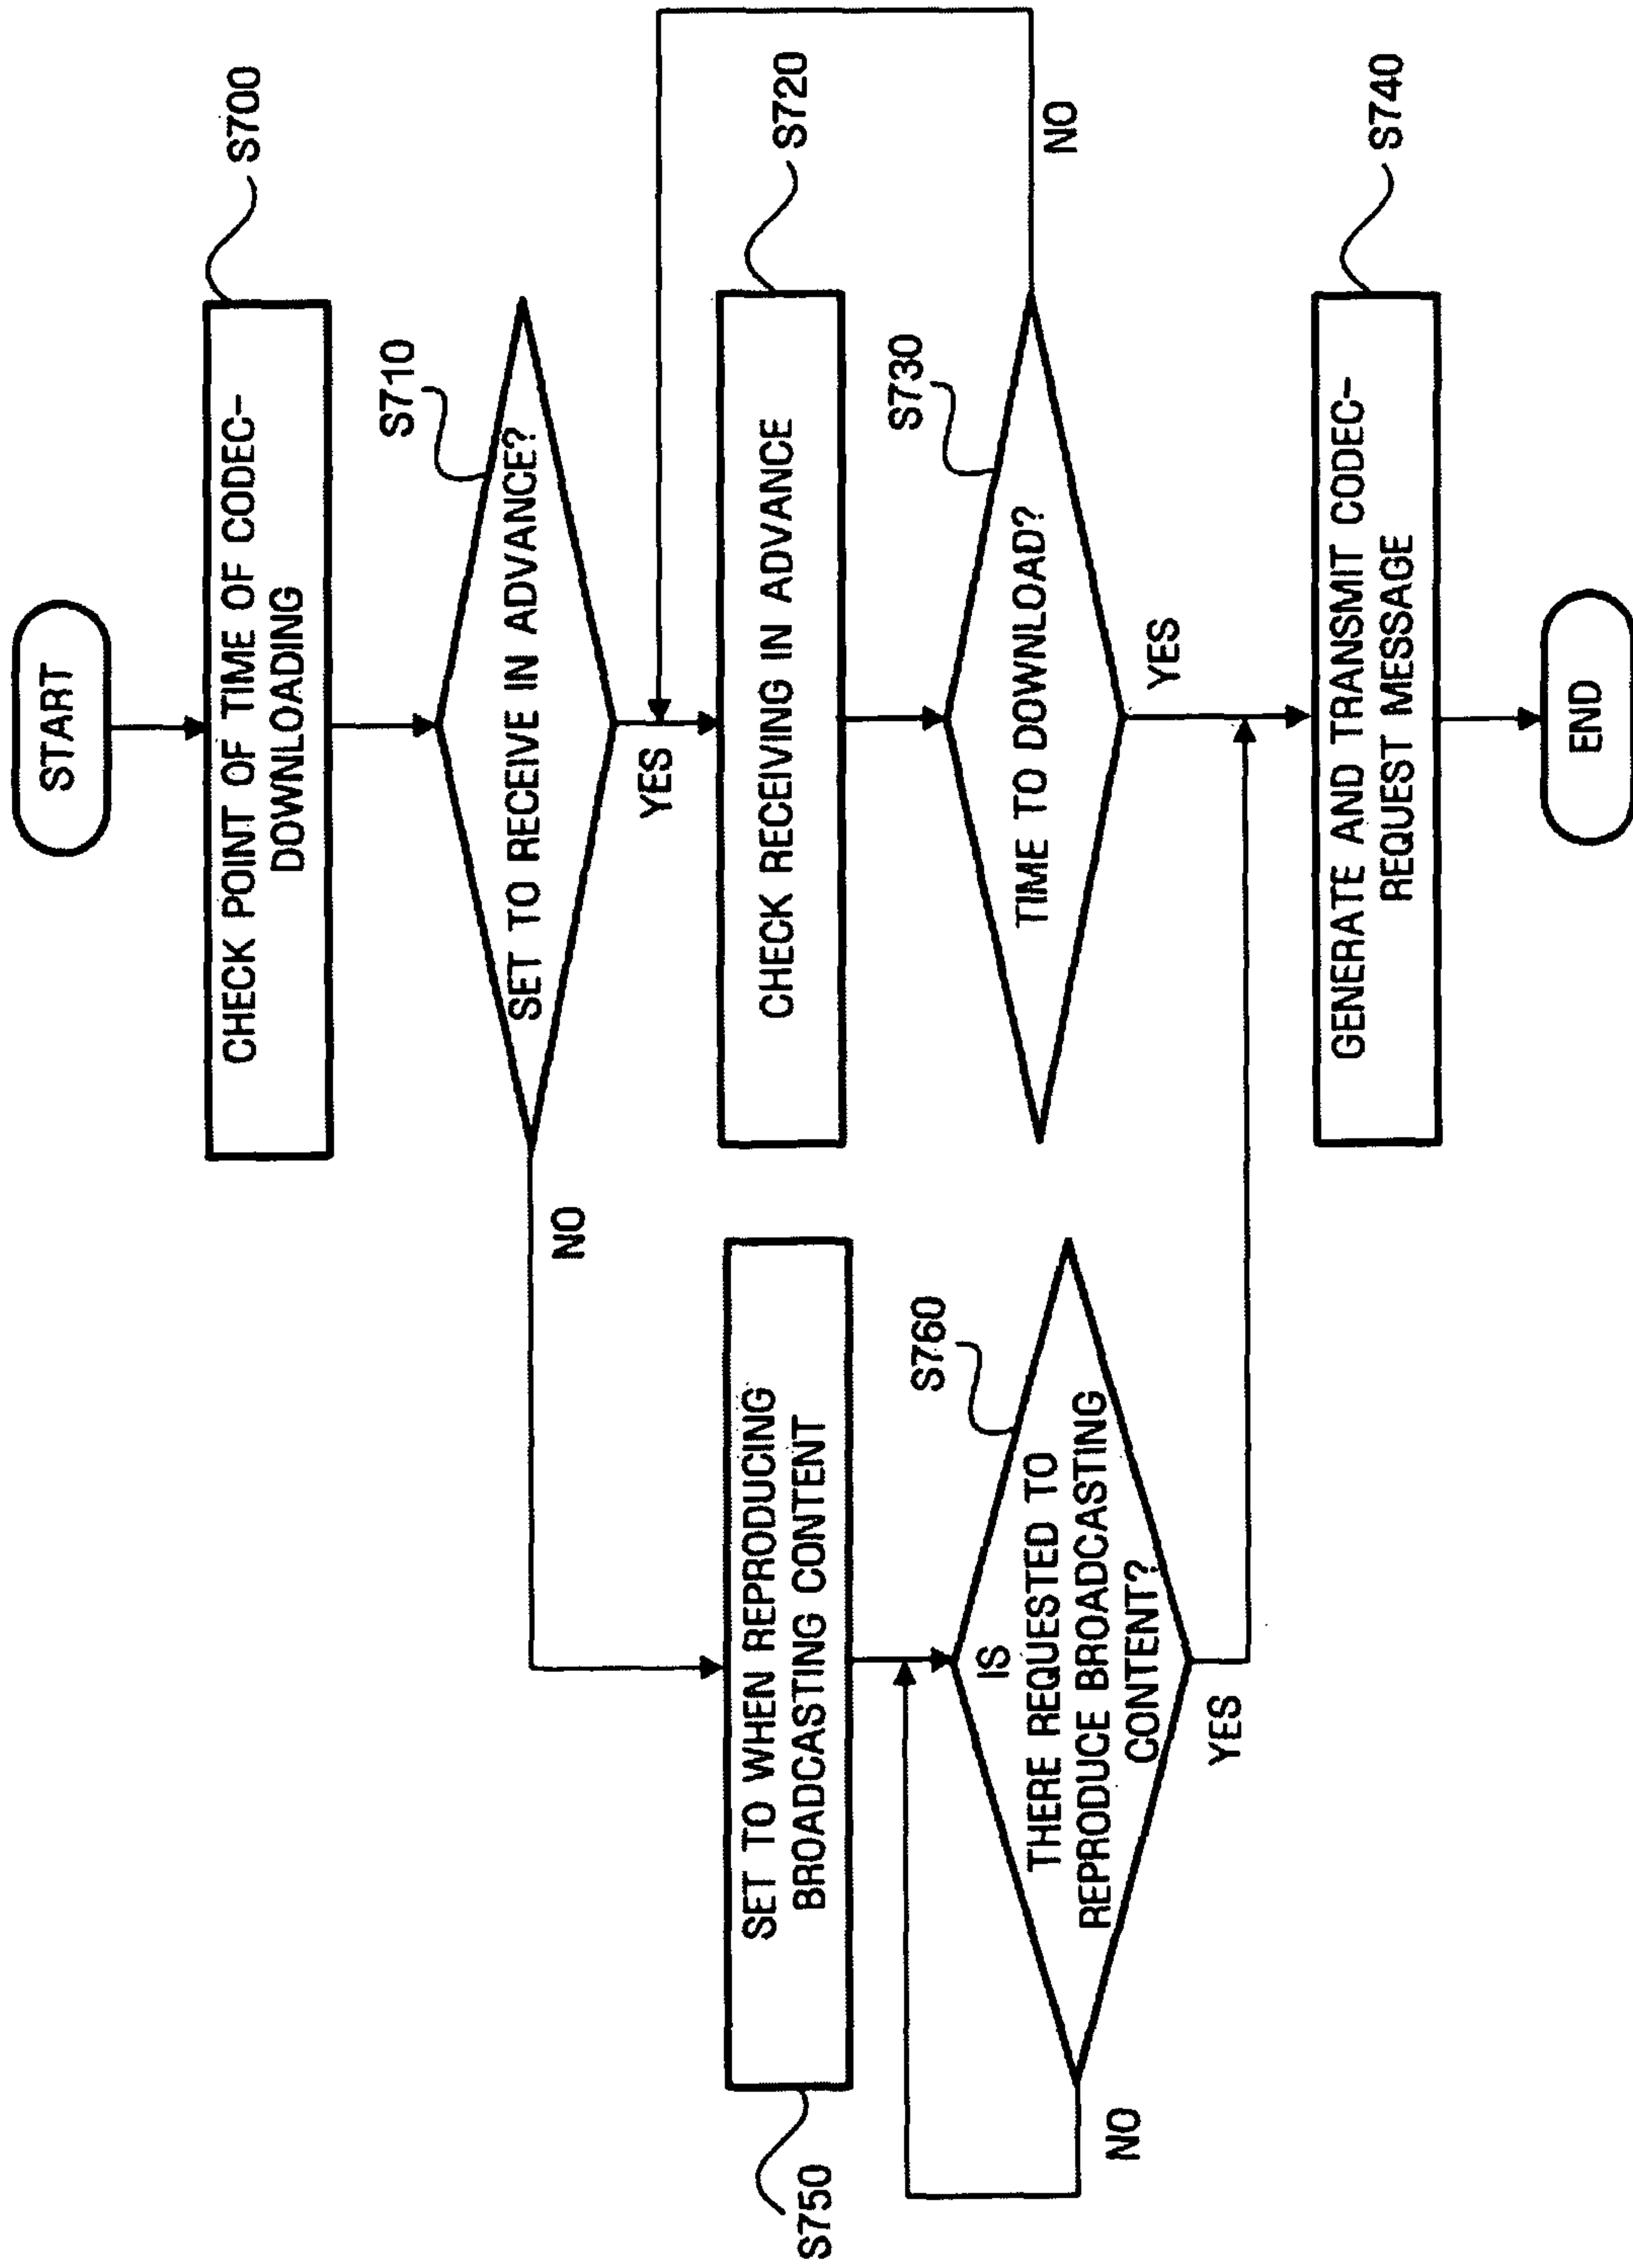 START
CHECK POINT OF TIME OF CODEC-
DOWNLOADING
S700
SET TO RECEIVE IN ADVANCE?
S710
YES
NO
CHECK RECEIVING IN ADVANCE
S720
TIME TO DOWNLOAD?
S730
NO
YES
GENERATE AND TRANSMIT CODEC-
REQUEST MESSAGE
S740
END
SET TO WHEN REPRODUCING
BROADCASTING CONTENT
S750
IS
THERE REQUESTED TO
REPRODUCE BROADCASTING
CONTENT?
S760
NO
YES